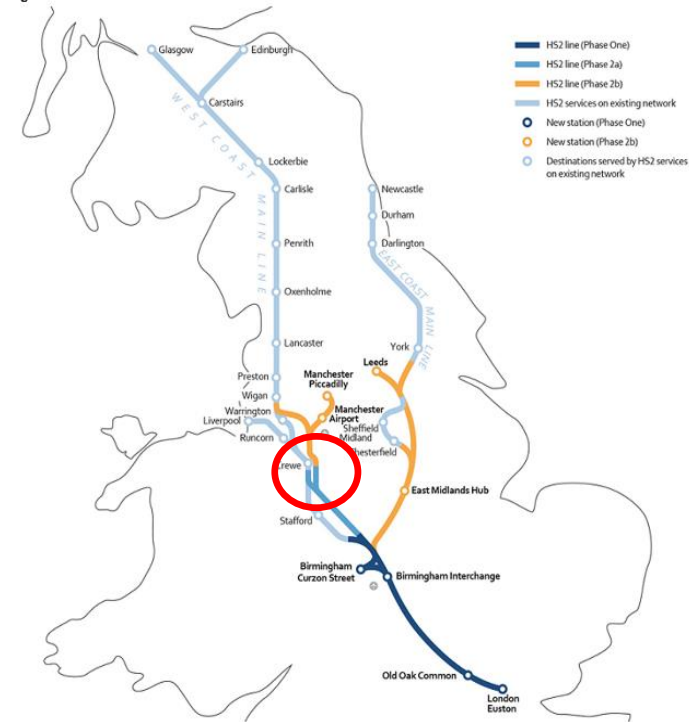 Glasgow
Edinburgh
Carstairs
WEST COAST MAIN LINE
Lockerbie
Carlisle
Penrith
Oxenholme
Lancaster
Preston
Wigan
Warrington
Liverpool
Runcorn
Manchester
Piccadilly
Manchester
Airport
Newcastle
Durham
Darlington
EAST COAST MAIN LINE
York
Leeds
Sheffield
Midland
hesterfield
rewe
Stafford
East Midlands Hub
Birmingham
Curzon Street
Birmingham Interchange
Old Oak Common
London
Euston
HS2 line (Phase One)
HS2 line (Phase 2a)
HS2 line (Phase 2b)
HS2 services on existing network
New station (Phase One)
New station (Phase 2b)
Destinations served by HS2 services
on existing network